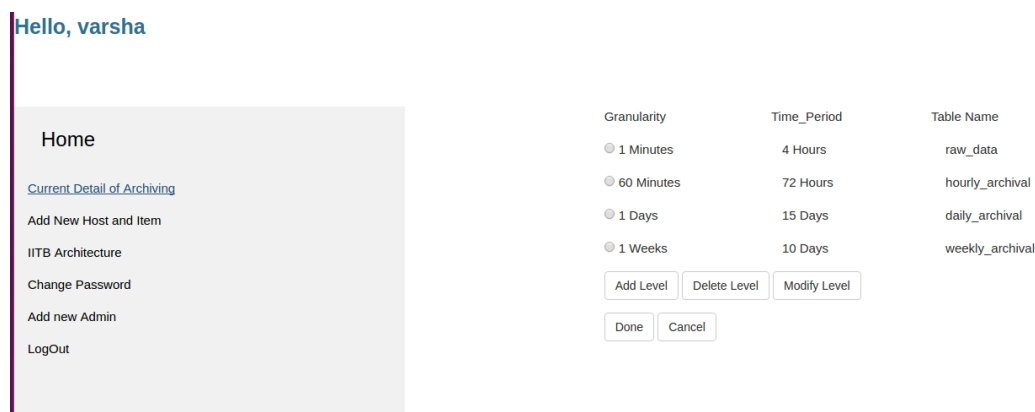 Hello, varsha
Home
Current Detail of Archiving
Add New Host and Item
IITB Architecture
Change Password
Add new Admin
LogOut
Granularity Time_Period Table Name
1 Minutes 4 Hours raw_data
60 Minutes 72 Hours hourly_archival
1 Days 15 Days daily_archival
1 Weeks 10 Days weekly_archival
Add Level Delete Level Modify Level
Done Cancel